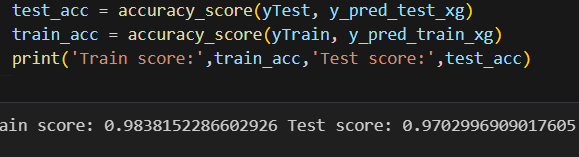 test_acc = accuracy_score(yTest, y_pred_test_xg)
train_acc = accuracy_score(yTrain, y_pred_train_xg)
print('Train score:',train_acc,'Test score:',test_acc)
ain score: 0.9838152286602926 Test score: 0.9702996909017605